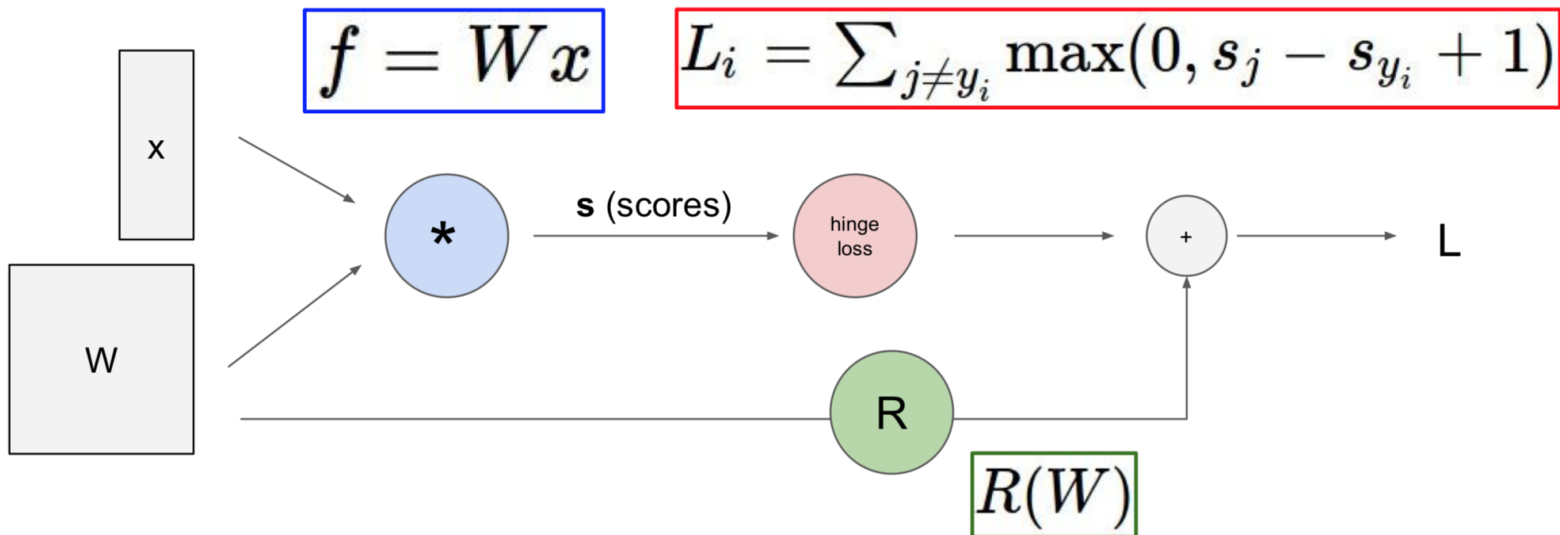 f = Wx
L_i = ∑_{j≠y_i} max(0, s_j − s_{y_i} + 1)
x
W
*
s (scores)
hinge
loss
+
L
R
R(W)